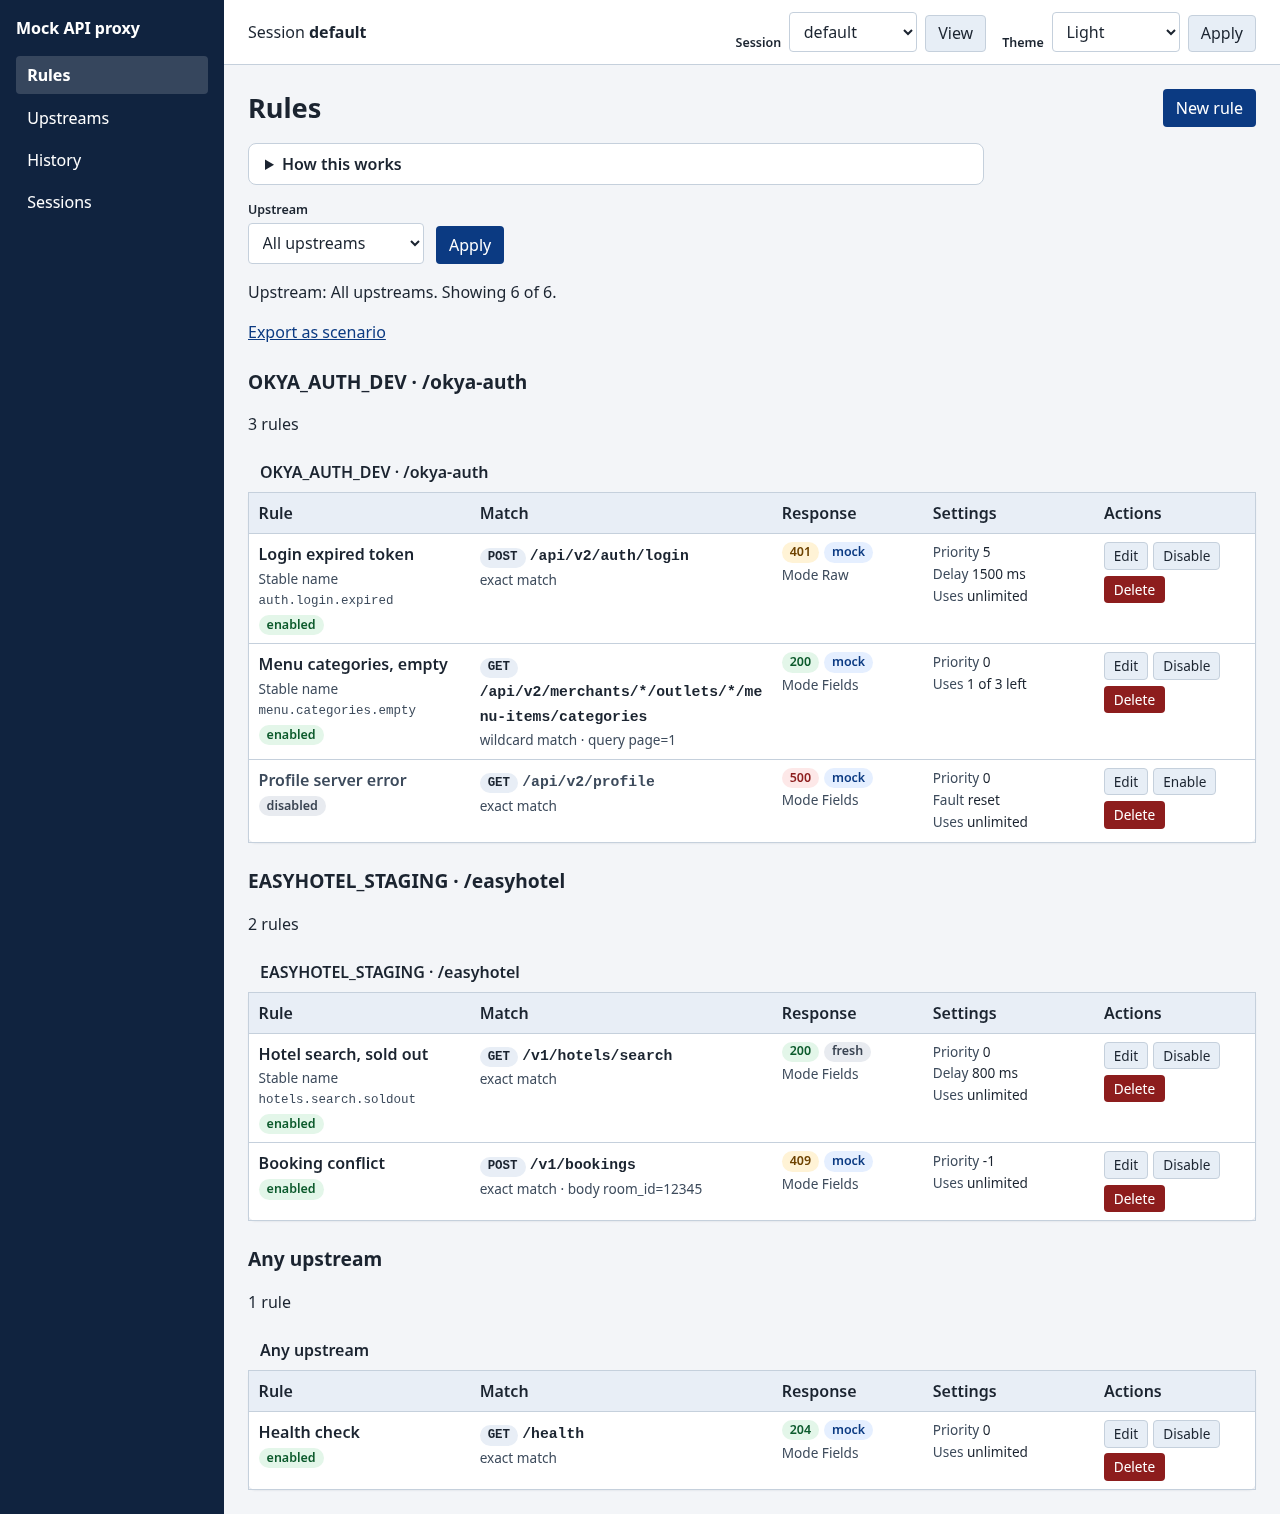 Mock API proxy
Rules
Upstreams
History
Sessions
Session default
Session
default
View
Theme
Light
Apply
Rules
New rule
How this works
Upstream
All upstreams
Apply
Upstream: All upstreams. Showing 6 of 6.
Export as scenario
OKYA_AUTH_DEV · /okya-auth
3 rules
OKYA_AUTH_DEV · /okya-auth
Rule Match Response Settings Actions
Login expired token
Stable name
auth.login.expired
enabled
POST /api/v2/auth/login
exact match
401 mock
Mode Raw
Priority 5
Delay 1500 ms
Uses unlimited
Edit Disable
Delete
Menu categories, empty
Stable name
menu.categories.empty
enabled
GET
/api/v2/merchants/*/outlets/*/me
nu-items/categories
wildcard match · query page=1
200 mock
Mode Fields
Priority 0
Uses 1 of 3 left
Edit Disable
Delete
Profile server error
disabled
GET /api/v2/profile
exact match
500 mock
Mode Fields
Priority 0
Fault reset
Uses unlimited
Edit Enable
Delete
EASYHOTEL_STAGING · /easyhotel
2 rules
EASYHOTEL_STAGING · /easyhotel
Rule Match Response Settings Actions
Hotel search, sold out
Stable name
hotels.search.soldout
enabled
GET /v1/hotels/search
exact match
200 fresh
Mode Fields
Priority 0
Delay 800 ms
Uses unlimited
Edit Disable
Delete
Booking conflict
enabled
POST /v1/bookings
exact match · body room_id=12345
409 mock
Mode Fields
Priority -1
Uses unlimited
Edit Disable
Delete
Any upstream
1 rule
Any upstream
Rule Match Response Settings Actions
Health check
enabled
GET /health
exact match
204 mock
Mode Fields
Priority 0
Uses unlimited
Edit Disable
Delete